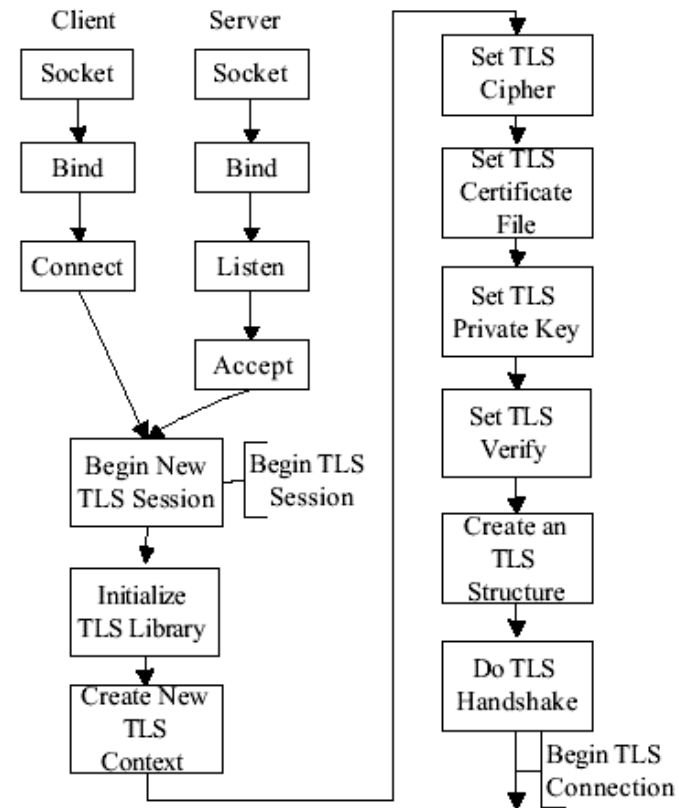 Client
Server
Socket
Socket
Bind
Bind
Connect
Listen
Accept
Begin New
TLS Session
Begin TLS
Session
Initialize
TLS Library
Create New
TLS
Context
Set TLS
Cipher
Set TLS
Certificate
File
Set TLS
Private Key
Set TLS
Verify
Create an
TLS
Structure
Do TLS
Handshake
Begin TLS
Connection